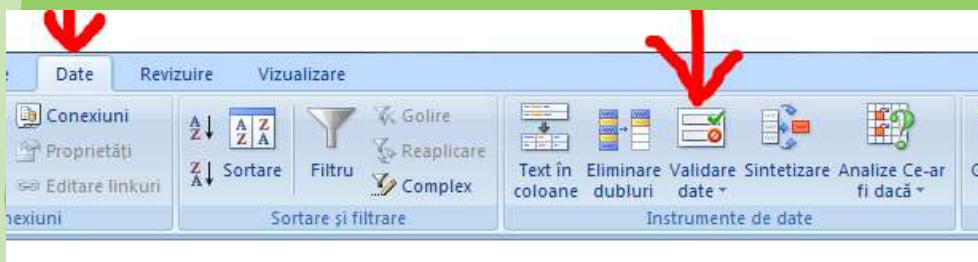 Date Revizuire Vizualizare
Conexiuni
Proprietăți
Editare linkuri
Sortare
Filtru
Golire
Reaplicare
Complex
Sortare și filtrare
Text în
coloane
Eliminare
dubluri
Validare
date
Sintetizare
Analize Ce-ar
fi dacă
Instrumente de date